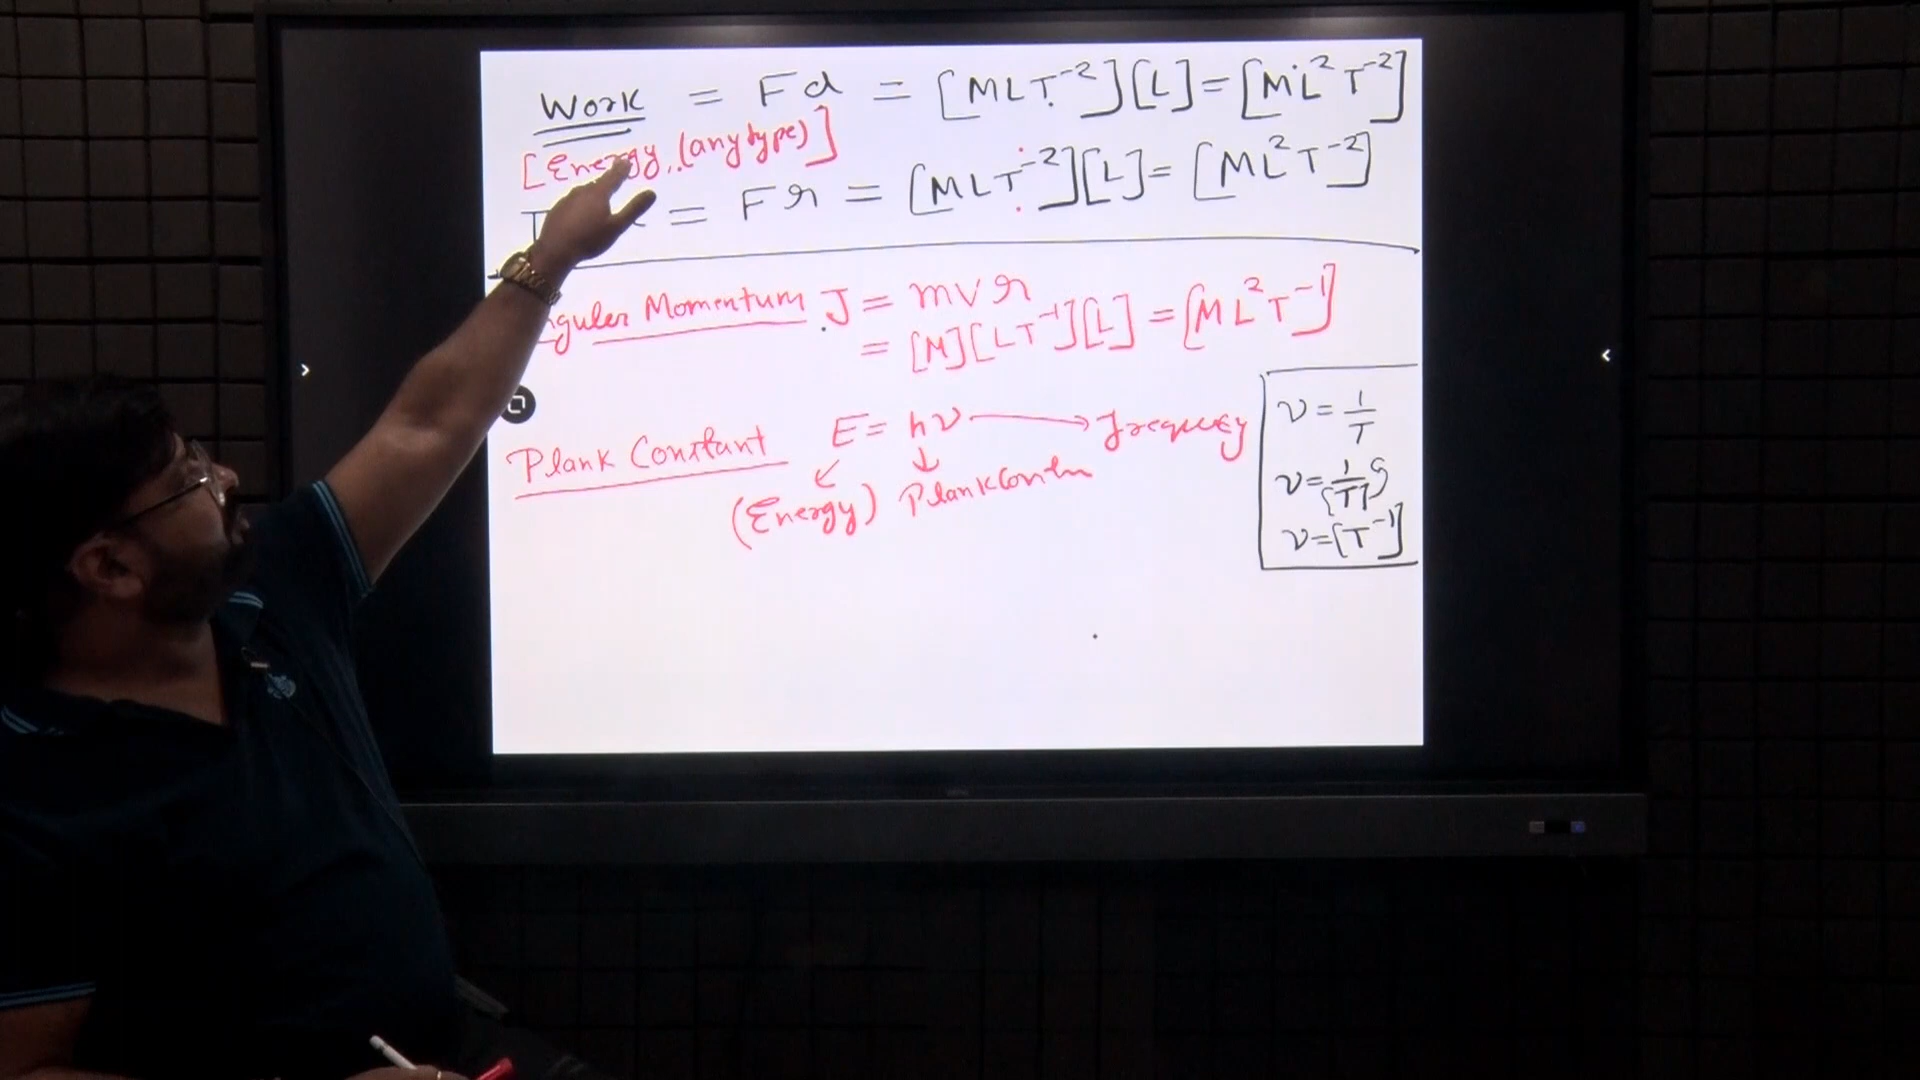 Work = Fd = [MLT⁻²][L] = [ML²T⁻²]
[Energy, (any type)]
= Fr = [MLT⁻²][L] = [ML²T⁻²]
nguler Momentum J = mvr
= [M][LT⁻¹][L] = [ML²T⁻¹]
Plank Constant E = hν → frequency
(Energy) Plank
ν = 1/T
ν = 1/[T]
ν = [T⁻¹]